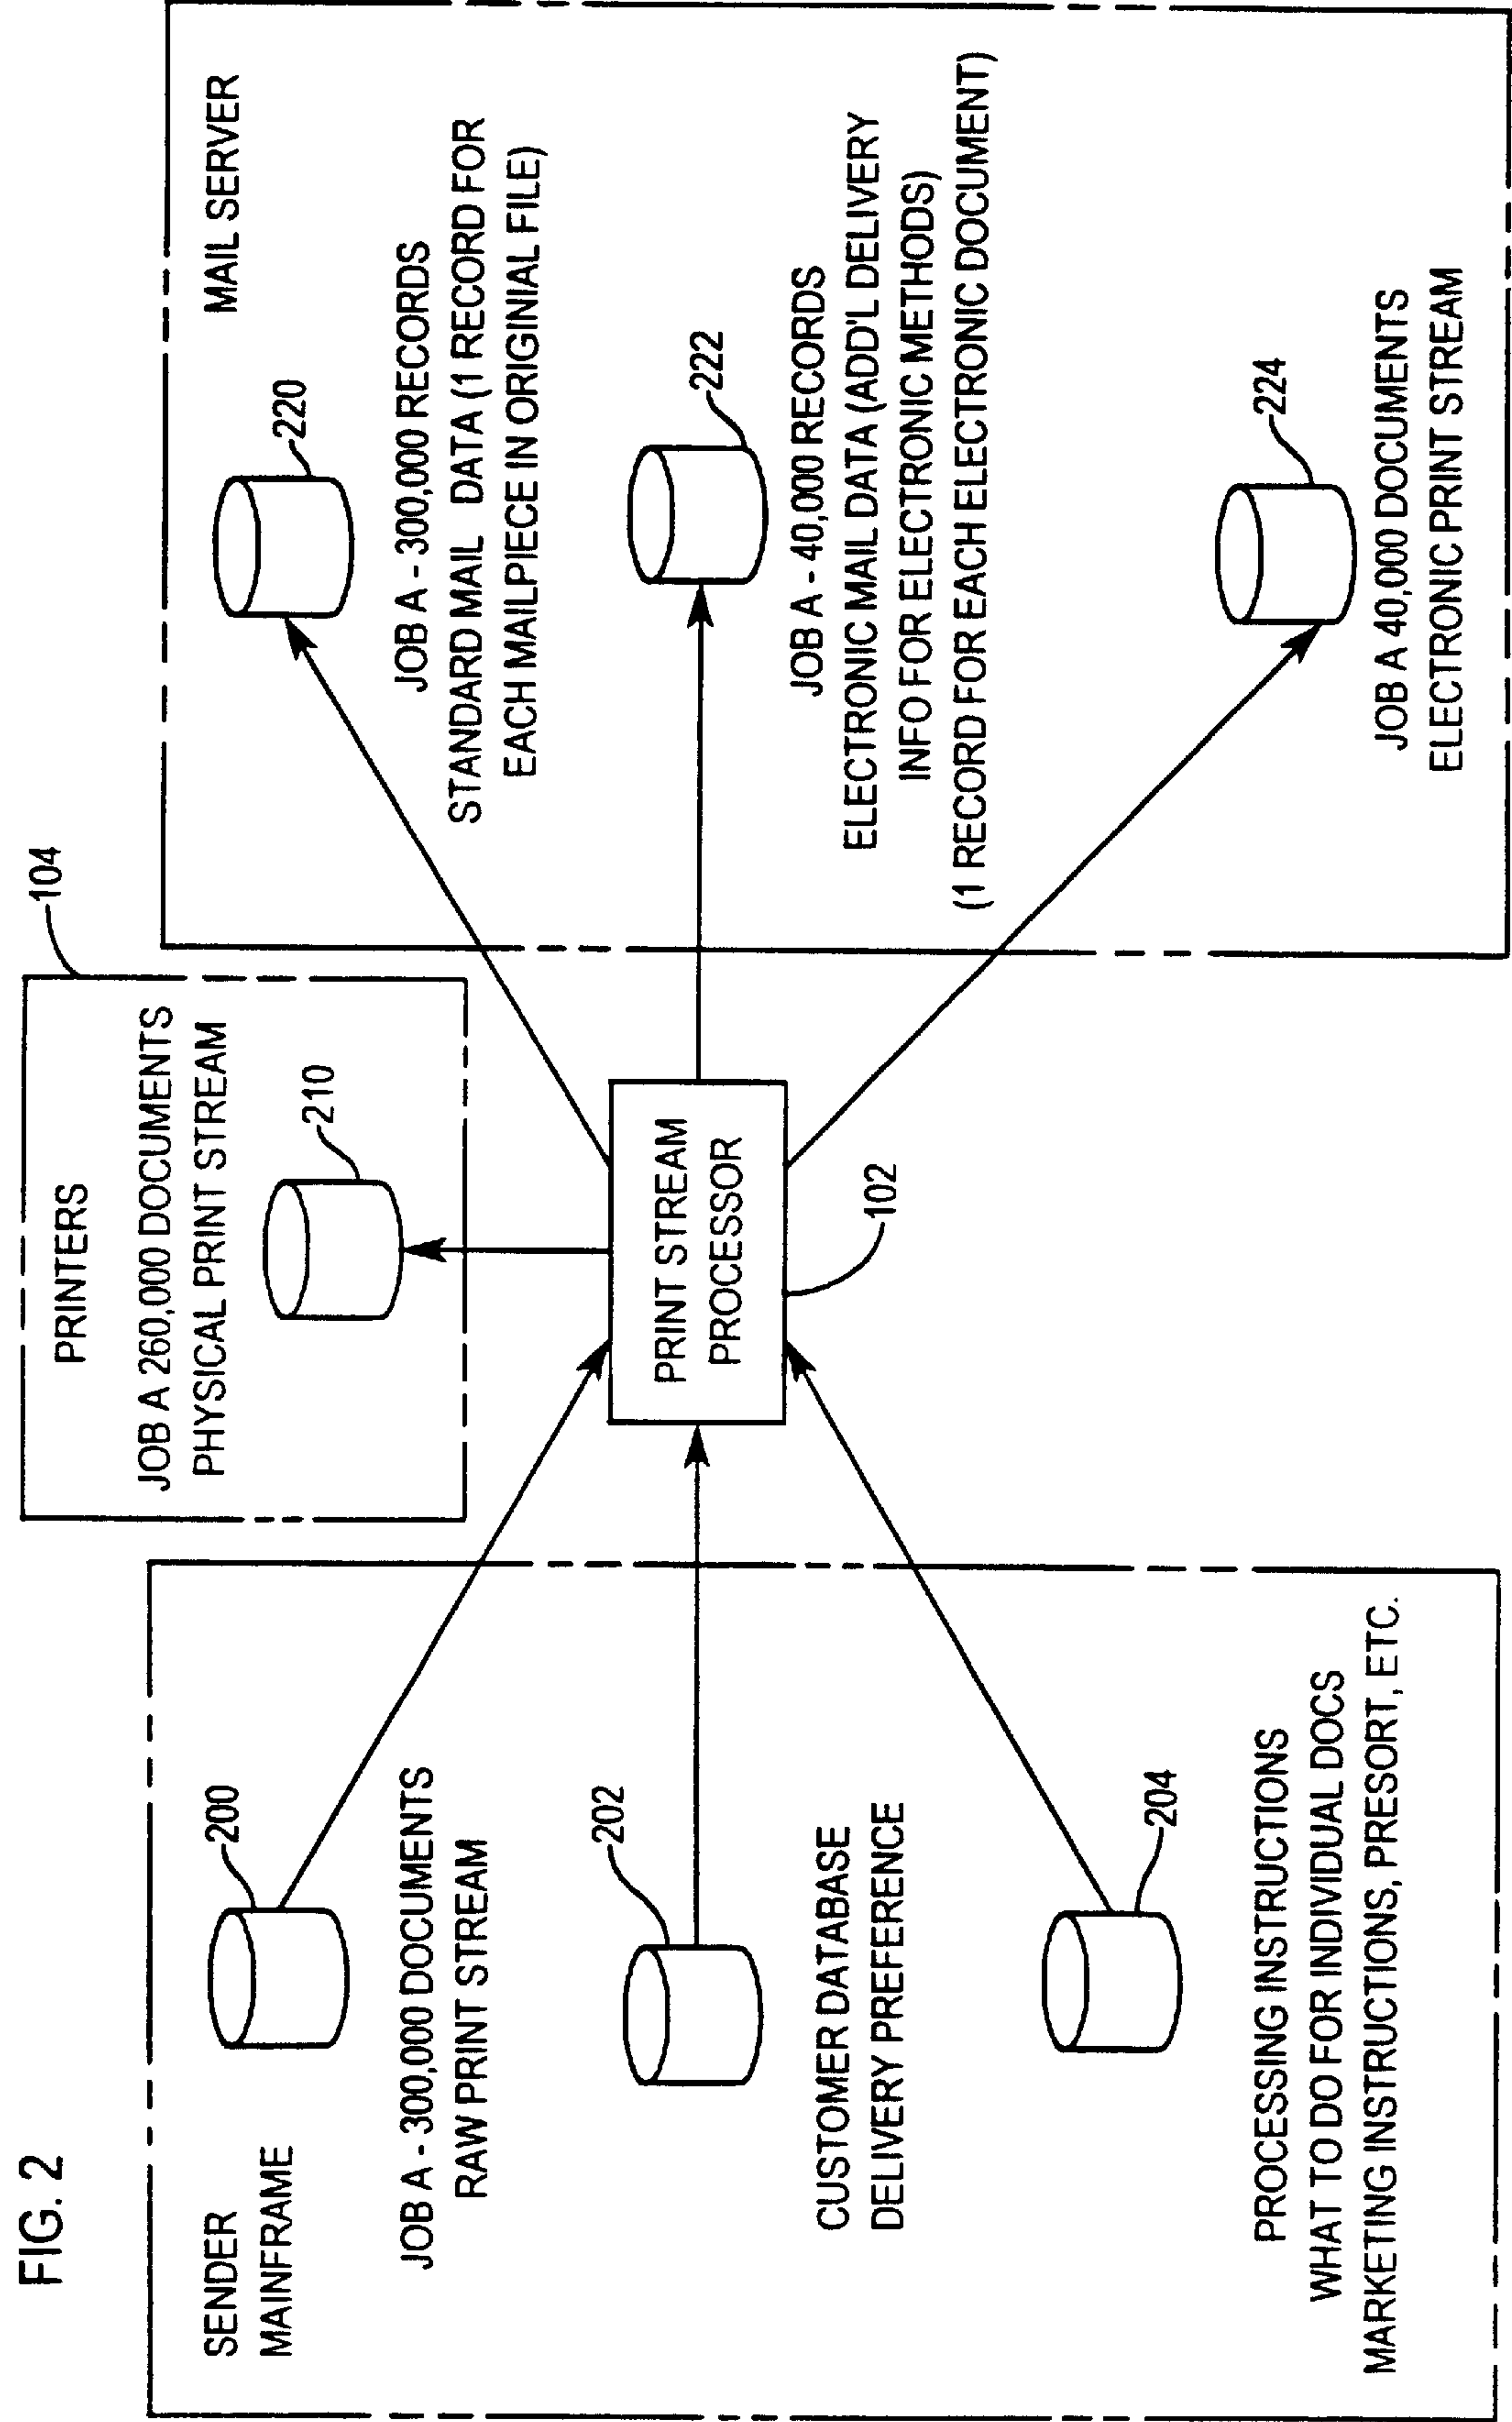 FIG. 2
SENDER
MAINFRAME
200
JOB A - 300,000 DOCUMENTS
RAW PRINT STREAM
202
CUSTOMER DATABASE
DELIVERY PREFERENCE
204
PROCESSING INSTRUCTIONS
WHAT TO DO FOR INDIVIDUAL DOCS
MARKETING INSTRUCTIONS, PRESORT, ETC.
PRINTERS
104
JOB A 260,000 DOCUMENTS
PHYSICAL PRINT STREAM
210
PRINT STREAM
PROCESSOR
102
MAIL SERVER
220
JOB A - 300,000 RECORDS
STANDARD MAIL DATA (1 RECORD FOR
EACH MAILPIECE IN ORIGINIAL FILE)
222
JOB A - 40,000 RECORDS
ELECTRONIC MAIL DATA (ADD'L DELIVERY
INFO FOR ELECTRONIC METHODS)
(1 RECORD FOR EACH ELECTRONIC DOCUMENT)
224
JOB A 40,000 DOCUMENTS
ELECTRONIC PRINT STREAM